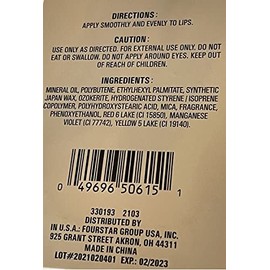 DIRECTIONS:
APPLY SMOOTHLY AND EVENLY TO LIPS.
CAUTION:
USE ONLY AS DIRECTED. FOR EXTERNAL USE ONLY. DO NOT
EAT OR SWALLOW. DO NOT APPLY AROUND EYES. KEEP OUT
OF REACH OF CHILDREN.
INGREDIENTS:
MINERAL OIL, POLYBUTENE, ETHYLHEXYL PALMITATE, SYNTHETIC
JAPAN WAX, OZOKERITE, HYDROGENATED STYRENE / ISOPRENE
COPOLYMER, POLYHYDROXYSTEARIC ACID, MICA, FRAGRANCE,
PHENOXYETHANOL, RED 6 LAKE (CI 15850), MANGANESE
VIOLET (CI 77742), YELLOW 5 LAKE (CI 19140).
0 49696 50615 1
330193 2103
DISTRIBUTED BY
IN U.S.A.: FOURSTAR GROUP USA, INC.
925 GRANT STREET AKRON, OH 44311
MADE IN CHINA
LOT#2021020401 EXP: 02/2023